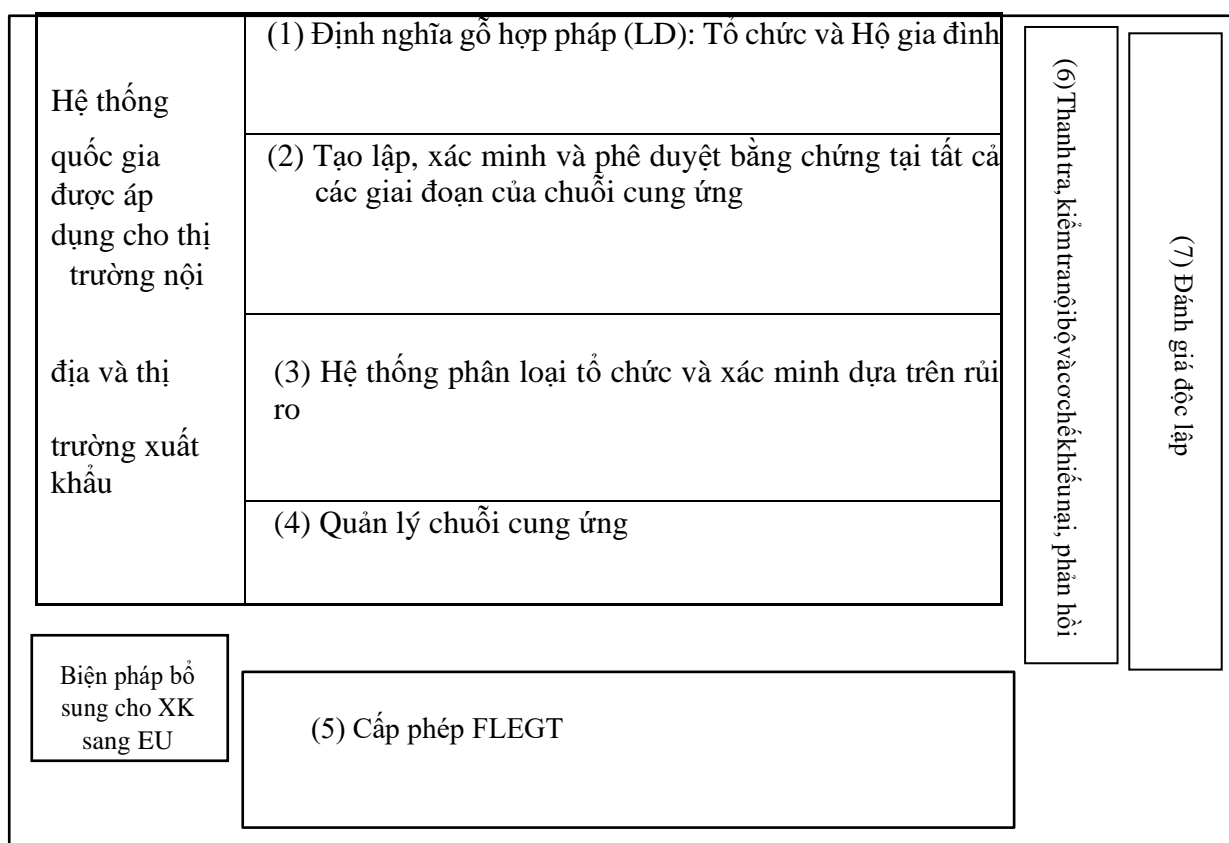 Hệ thống
quốc gia
được áp
dụng cho thị
trường nội
địa và thị
trường xuất
khẩu
(1) Định nghĩa gỗ hợp pháp (LD): Tổ chức và Hộ gia đình
(2) Tạo lập, xác minh và phê duyệt bằng chứng tại tất cả
các giai đoạn của chuỗi cung ứng
(3) Hệ thống phân loại tổ chức và xác minh dựa trên rủi
ro
(4) Quản lý chuỗi cung ứng
Biện pháp bổ
sung cho XK
sang EU
(5) Cấp phép FLEGT
(6) Thanh tra, kiểm tra nội bộ và cơ chế khiếu nại, phản hồi
(7) Đánh giá độc lập